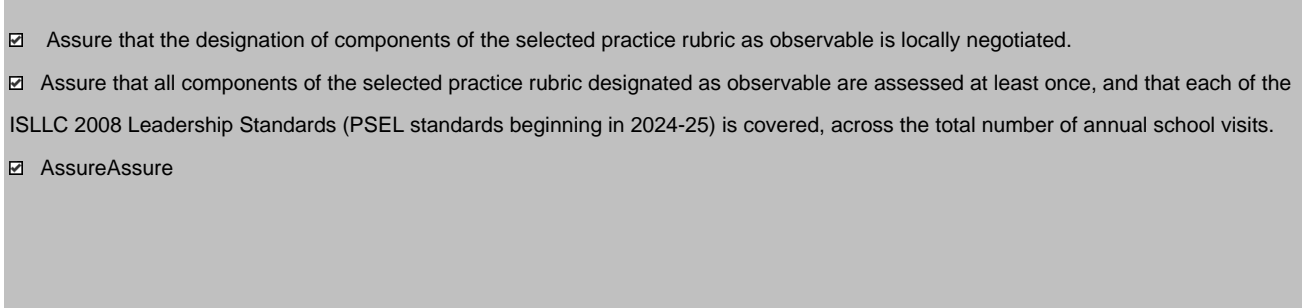 ☑ Assure that the designation of components of the selected practice rubric as observable is locally negotiated.
☑ Assure that all components of the selected practice rubric designated as observable are assessed at least once, and that each of the
ISLLC 2008 Leadership Standards (PSEL standards beginning in 2024-25) is covered, across the total number of annual school visits.
☑ AssureAssure